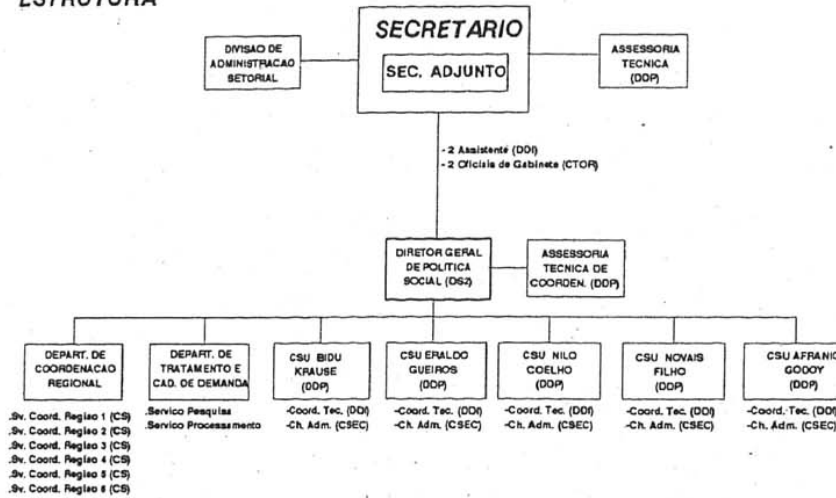 ESTRUTURA
SECRETARIO
SEC. ADJUNTO
DIVISAO DE
ADMINISTRACAO
SETORIAL
ASSESSORIA
TECNICA
(DDP)
- 2 Assistente (DDI)
- 2 Oficiais de Gabinete (CTOR)
DIRETOR GERAL
DE POLITICA
SOCIAL (DS2)
ASSESSORIA
TECNICA DE
COORDEN. (DDP)
DEPART. DE
COORDENACAO
REGIONAL
.Sv. Coord. Regiao 1 (CS)
.Sv. Coord. Regiao 2 (CS)
.Sv. Coord. Regiao 3 (CS)
.Sv. Coord. Regiao 4 (CS)
.Sv. Coord. Regiao 5 (CS)
.Sv. Coord. Regiao 6 (CS)
DEPART. DE
TRATAMENTO E
CAD. DE DEMANDA
.Servico Pesquisa
.Servico Processamento
CSU BIDU
KRAUSE
(DDP)
-Coord. Tec. (DDI)
-Ch. Adm. (CSEC)
CSU ERALDO
GUEIROS
(DDP)
-Coord. Tec. (DDI)
-Ch. Adm. (CSEC)
CSU NILO
COELHO
(DDP)
-Coord. Tec. (DDI)
-Ch. Adm. (CSEC)
CSU NOVAIS
FILHO
(DDP)
-Coord. Tec. (DDI)
-Ch. Adm. (CSEC)
CSU AFRANIO
GODOY
(DDP)
-Coord. Tec. (DDI)
-Ch. Adm. (CSEC)